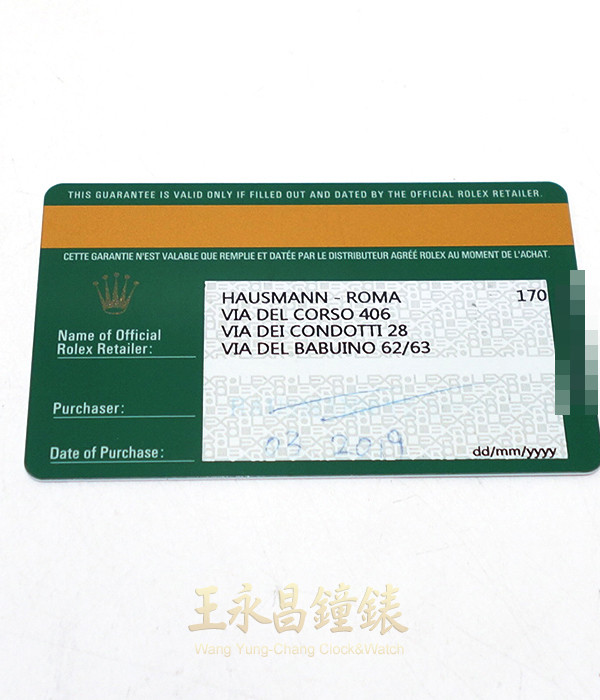 THIS GUARANTEE IS VALID ONLY IF FILLED OUT AND DATED BY THE OFFICIAL ROLEX RETAILER.
CETTE GARANTIE N'EST VALABLE QUE REMPLIE ET DATÉE PAR LE DISTRIBUTEUR AGRÉÉ ROLEX AU MOMENT DE L'ACHAT.
HAUSMANN - ROMA 170
VIA DEL CORSO 406
Name of Official
Rolex Retailer:
VIA DEI CONDOTTI 28
VIA DEL BABUINO 62/63
Purchaser:
Date of Purchase: 03 2019 dd/mm/yyyy
王永昌鐘錶
Wang Yung-Chang Clock&Watch